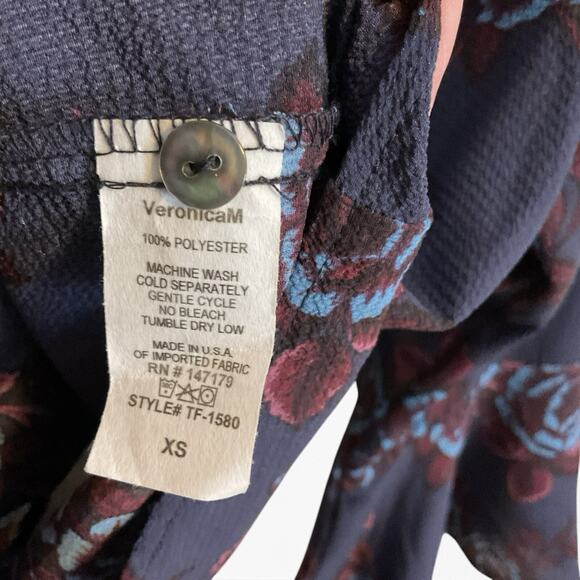 VeronicaM
100% POLYESTER
MACHINE WASH
COLD SEPARATELY
GENTLE CYCLE
NO BLEACH
TUMBLE DRY LOW
MADE IN U.S.A.
OF IMPORTED FABRIC
RN # 147179
STYLE# TF-1580
XS